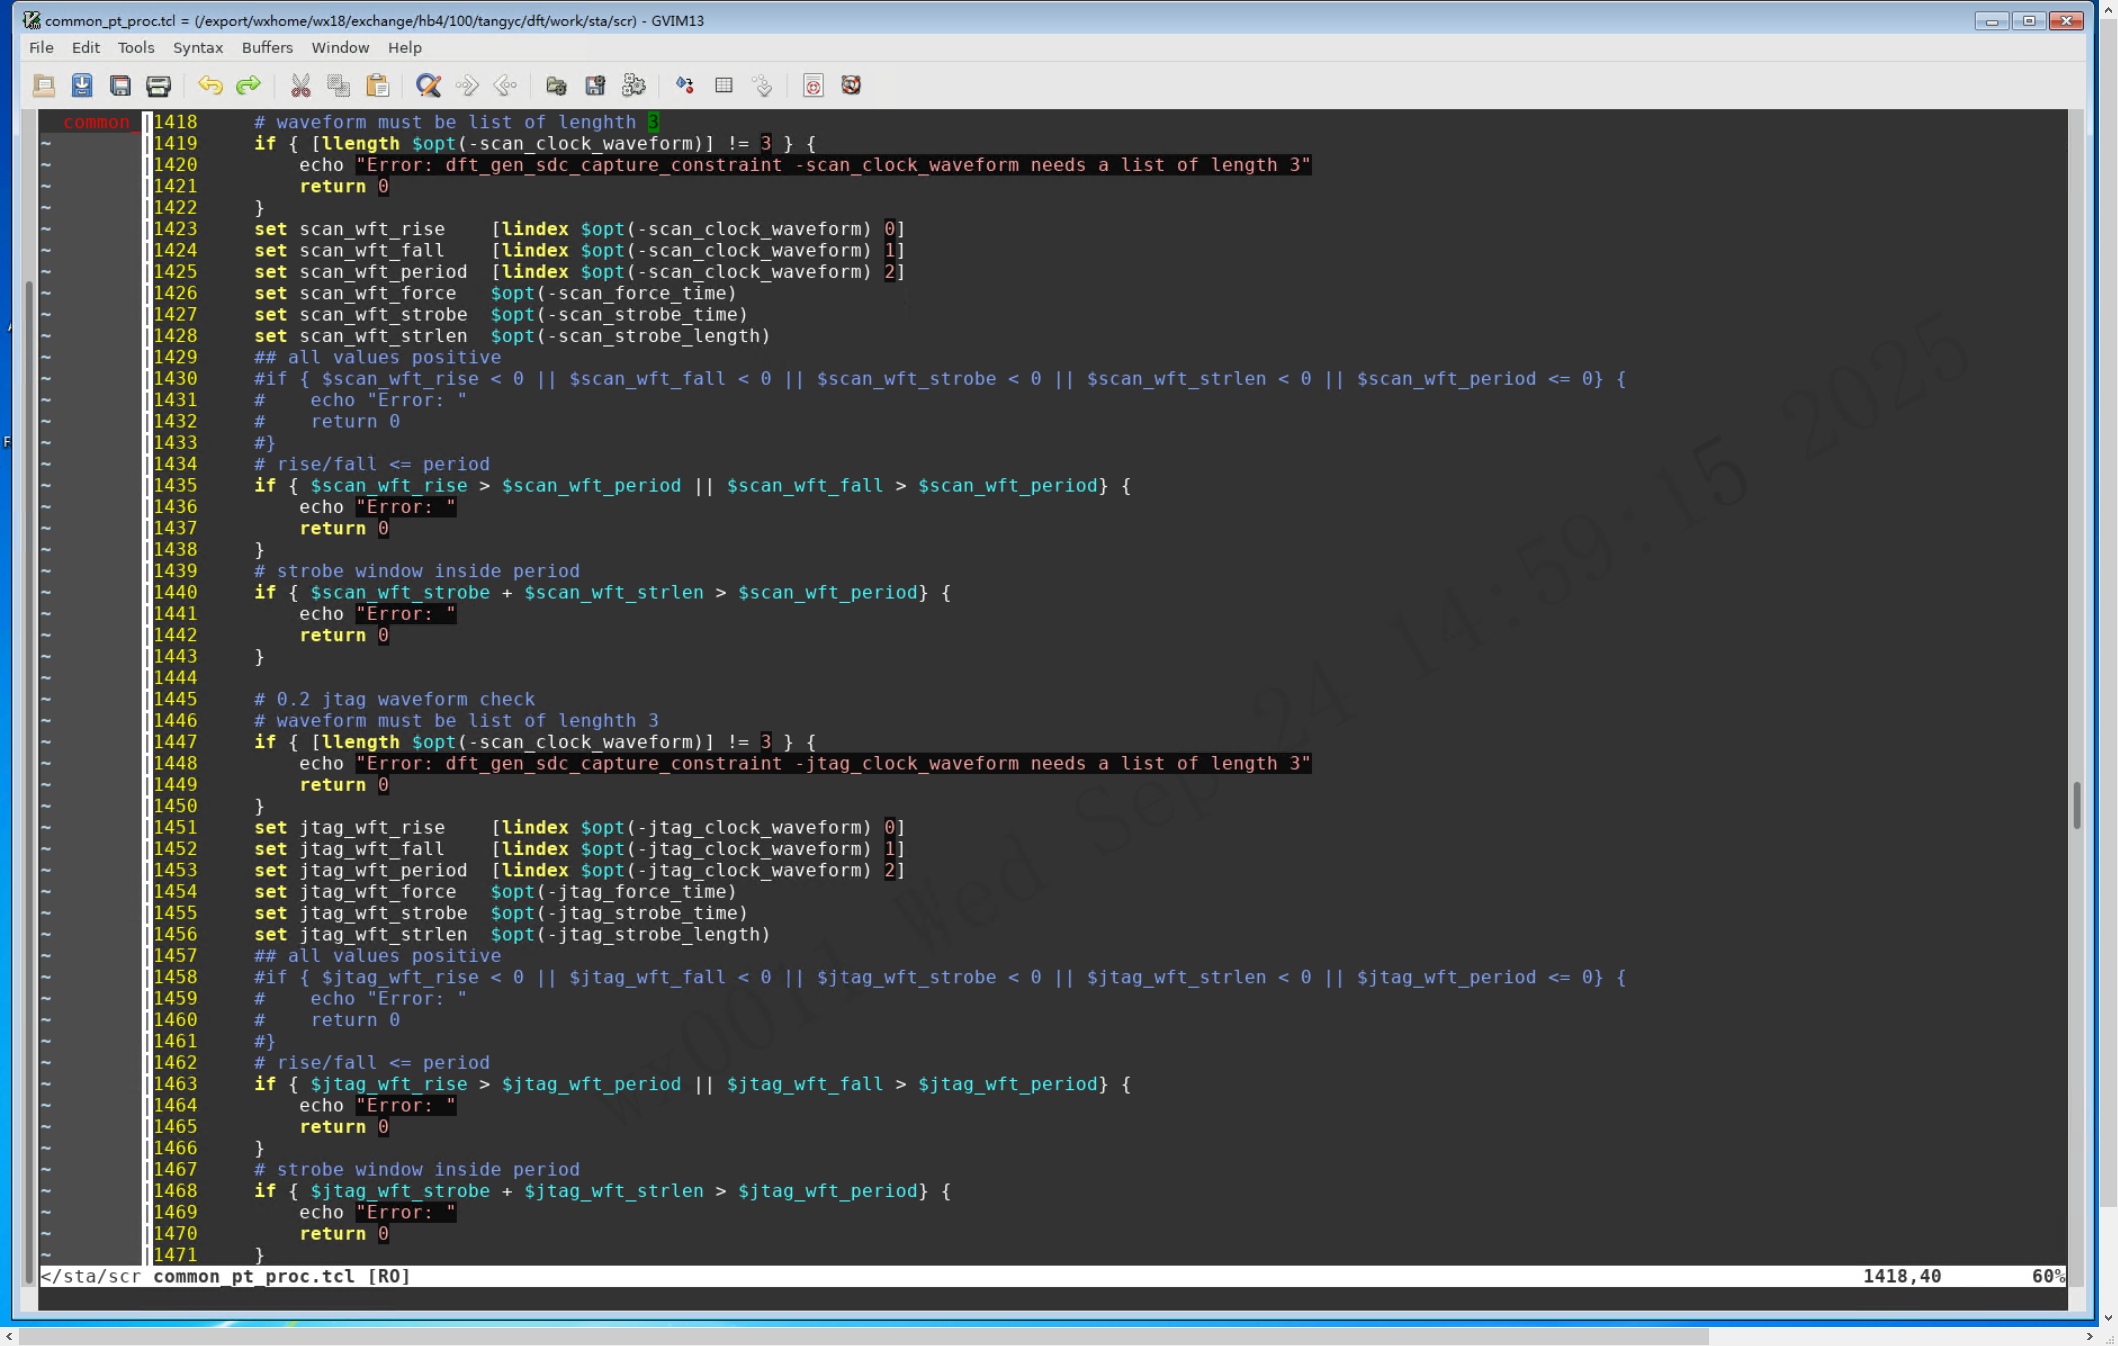 common_pt_proc.tcl = (/export/wxhome/wx18/exchange/hb4/100/tangyc/dft/work/sta/scr) - GVIM13
File Edit Tools Syntax Buffers Window Help
common_
1418     # waveform must be list of lenghth 3
1419     if { [llength $opt(-scan_clock_waveform)] != 3 } {
1420         echo "Error: dft_gen_sdc_capture_constraint -scan_clock_waveform needs a list of length 3"
1421         return 0
1422     }
1423     set scan_wft_rise    [lindex $opt(-scan_clock_waveform) 0]
1424     set scan_wft_fall    [lindex $opt(-scan_clock_waveform) 1]
1425     set scan_wft_period  [lindex $opt(-scan_clock_waveform) 2]
1426     set scan_wft_force   $opt(-scan_force_time)
1427     set scan_wft_strobe  $opt(-scan_strobe_time)
1428     set scan_wft_strlen  $opt(-scan_strobe_length)
1429     ## all values positive
1430     #if { $scan_wft_rise < 0 || $scan_wft_fall < 0 || $scan_wft_strobe < 0 || $scan_wft_strlen < 0 || $scan_wft_period <= 0} {
1431     #    echo "Error: "
1432     #    return 0
1433     #}
1434     # rise/fall <= period
1435     if { $scan_wft_rise > $scan_wft_period || $scan_wft_fall > $scan_wft_period} {
1436         echo "Error: "
1437         return 0
1438     }
1439     # strobe window inside period
1440     if { $scan_wft_strobe + $scan_wft_strlen > $scan_wft_period} {
1441         echo "Error: "
1442         return 0
1443     }
1444
1445     # 0.2 jtag waveform check
1446     # waveform must be list of lenghth 3
1447     if { [llength $opt(-scan_clock_waveform)] != 3 } {
1448         echo "Error: dft_gen_sdc_capture_constraint -jtag_clock_waveform needs a list of length 3"
1449         return 0
1450     }
1451     set jtag_wft_rise    [lindex $opt(-jtag_clock_waveform) 0]
1452     set jtag_wft_fall    [lindex $opt(-jtag_clock_waveform) 1]
1453     set jtag_wft_period  [lindex $opt(-jtag_clock_waveform) 2]
1454     set jtag_wft_force   $opt(-jtag_force_time)
1455     set jtag_wft_strobe  $opt(-jtag_strobe_time)
1456     set jtag_wft_strlen  $opt(-jtag_strobe_length)
1457     ## all values positive
1458     #if { $jtag_wft_rise < 0 || $jtag_wft_fall < 0 || $jtag_wft_strobe < 0 || $jtag_wft_strlen < 0 || $jtag_wft_period <= 0} {
1459     #    echo "Error: "
1460     #    return 0
1461     #}
1462     # rise/fall <= period
1463     if { $jtag_wft_rise > $jtag_wft_period || $jtag_wft_fall > $jtag_wft_period} {
1464         echo "Error: "
1465         return 0
1466     }
1467     # strobe window inside period
1468     if { $jtag_wft_strobe + $jtag_wft_strlen > $jtag_wft_period} {
1469         echo "Error: "
1470         return 0
1471     }
</sta/scr common_pt_proc.tcl [RO] 1418,40 60%
Wed Sep 24 14:59:15 2025